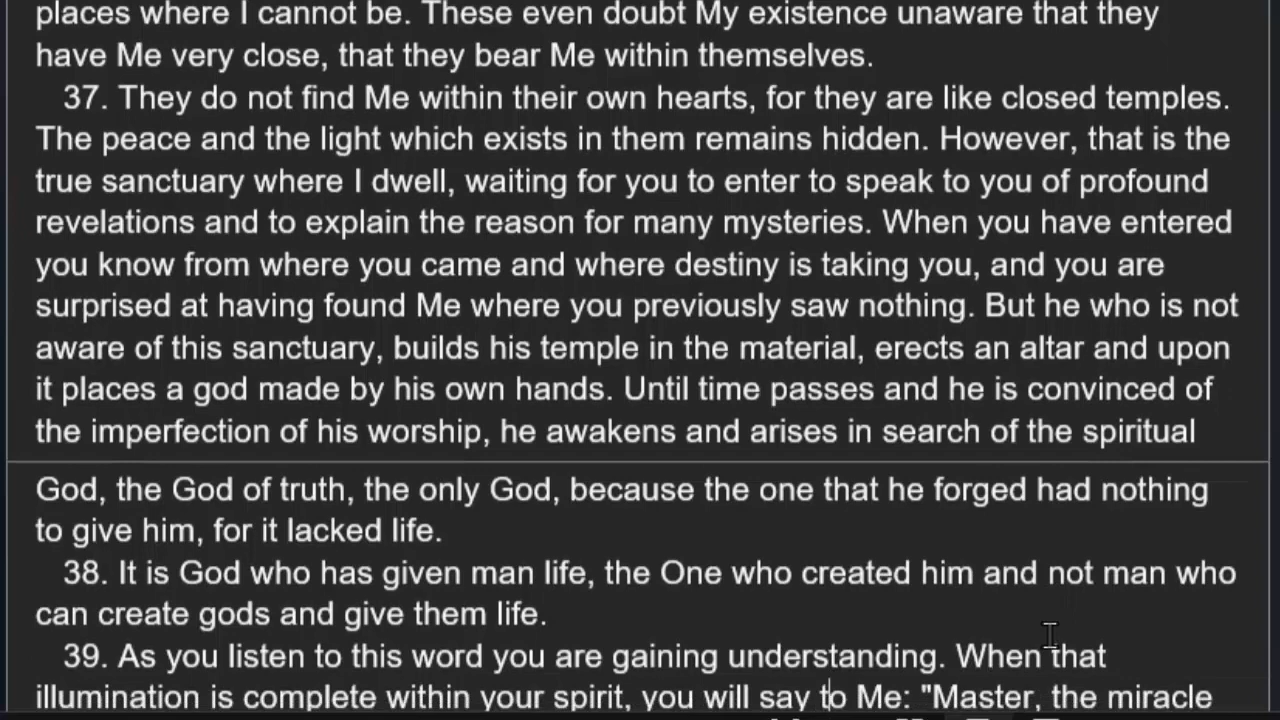 places where I cannot be. These even doubt My existence unaware that they
have Me very close, that they bear Me within themselves.
37. They do not find Me within their own hearts, for they are like closed temples.
The peace and the light which exists in them remains hidden. However, that is the
true sanctuary where I dwell, waiting for you to enter to speak to you of profound
revelations and to explain the reason for many mysteries. When you have entered
you know from where you came and where destiny is taking you, and you are
surprised at having found Me where you previously saw nothing. But he who is not
aware of this sanctuary, builds his temple in the material, erects an altar and upon
it places a god made by his own hands. Until time passes and he is convinced of
the imperfection of his worship, he awakens and arises in search of the spiritual
God, the God of truth, the only God, because the one that he forged had nothing
to give him, for it lacked life.
38. It is God who has given man life, the One who created him and not man who
can create gods and give them life.
39. As you listen to this word you are gaining understanding. When that
illumination is complete within your spirit, you will say to Me: "Master, the miracle